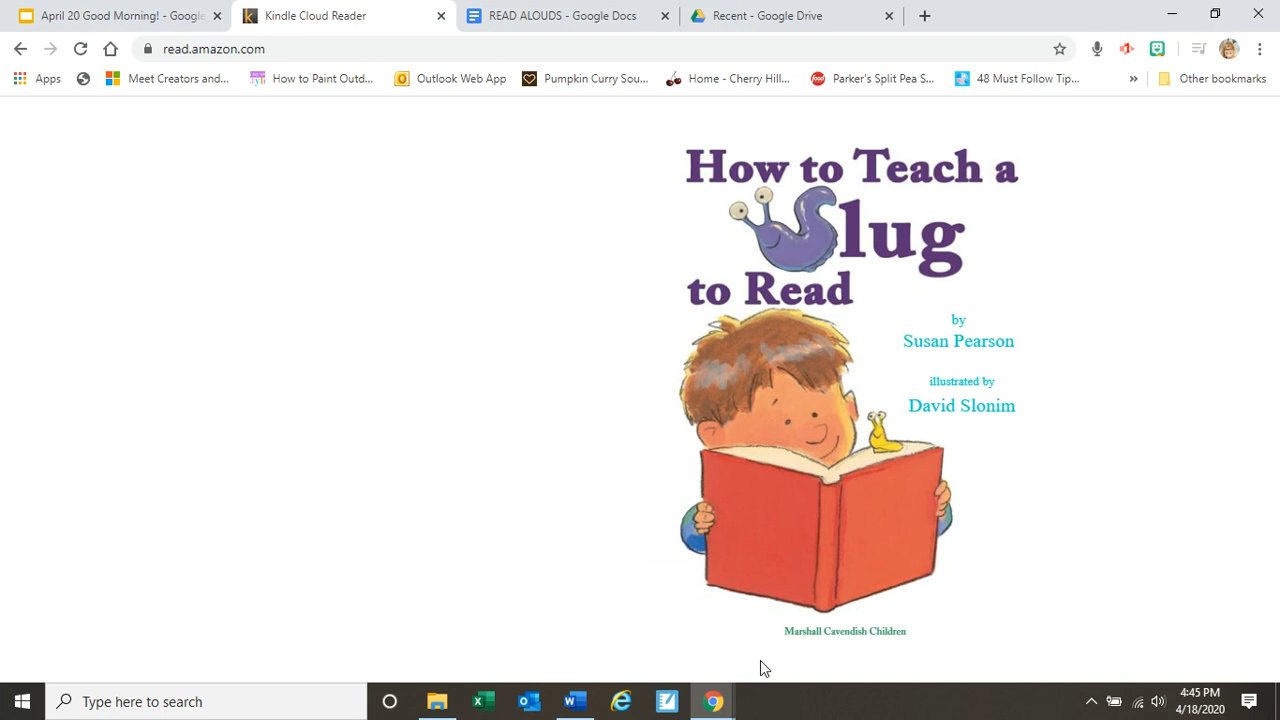 April 20 Good Morning! - Google
Kindle Cloud Reader
READ ALOUDS - Google Docs
Recent - Google Drive
read.amazon.com
Apps
Meet Creators and...
How to Paint Outd...
Outlook Web App
Pumpkin Curry Sou...
Home - Cherry Hill...
Parker's Split Pea S...
48 Must Follow Tip...
Other bookmarks
How to Teach a
Slug
to Read
by
Susan Pearson
illustrated by
David Slonim
Marshall Cavendish Children
Type here to search
4:45 PM
4/18/2020